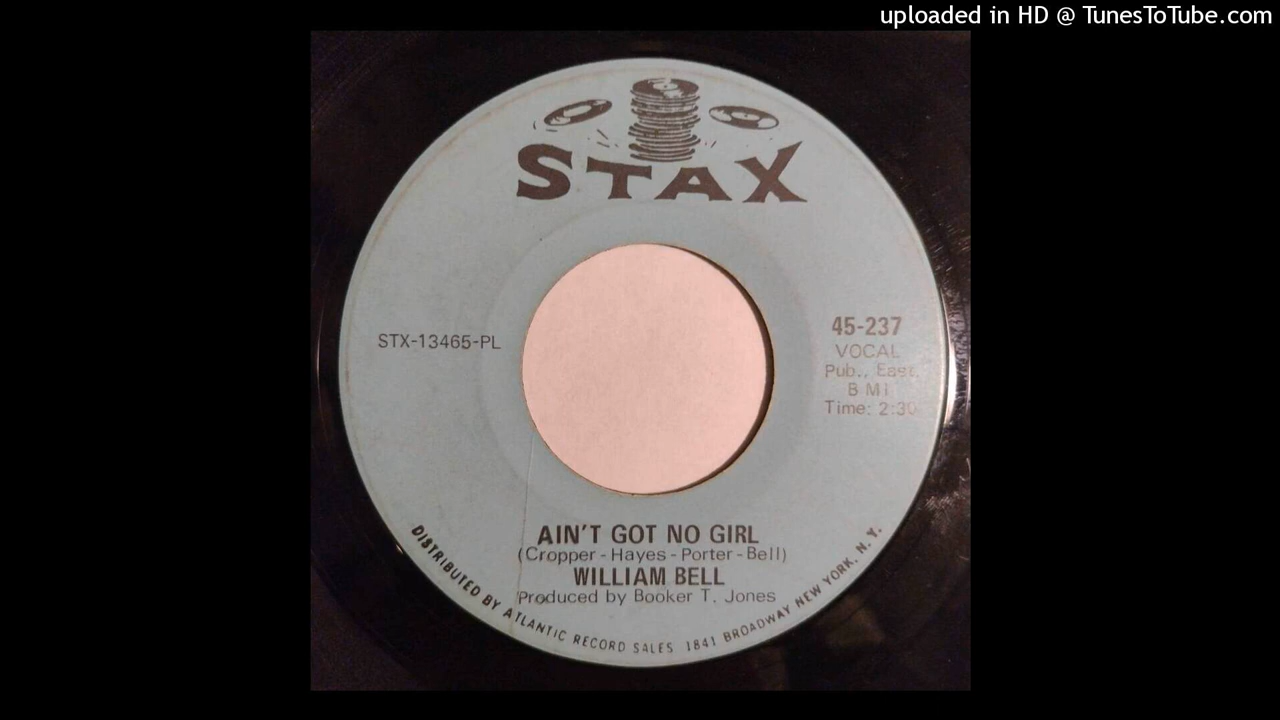 uploaded in HD @ TunesToTube.com
STAX
STX-13465-PL
45-237
VOCAL
Pub., East
BMI
Time: 2:30
AIN'T GOT NO GIRL
(Cropper-Hayes-Porter-Bell)
WILLIAM BELL
Produced by Booker T. Jones
DISTRIBUTED BY ATLANTIC RECORD SALES 1841 BROADWAY NEW YORK, N. Y.